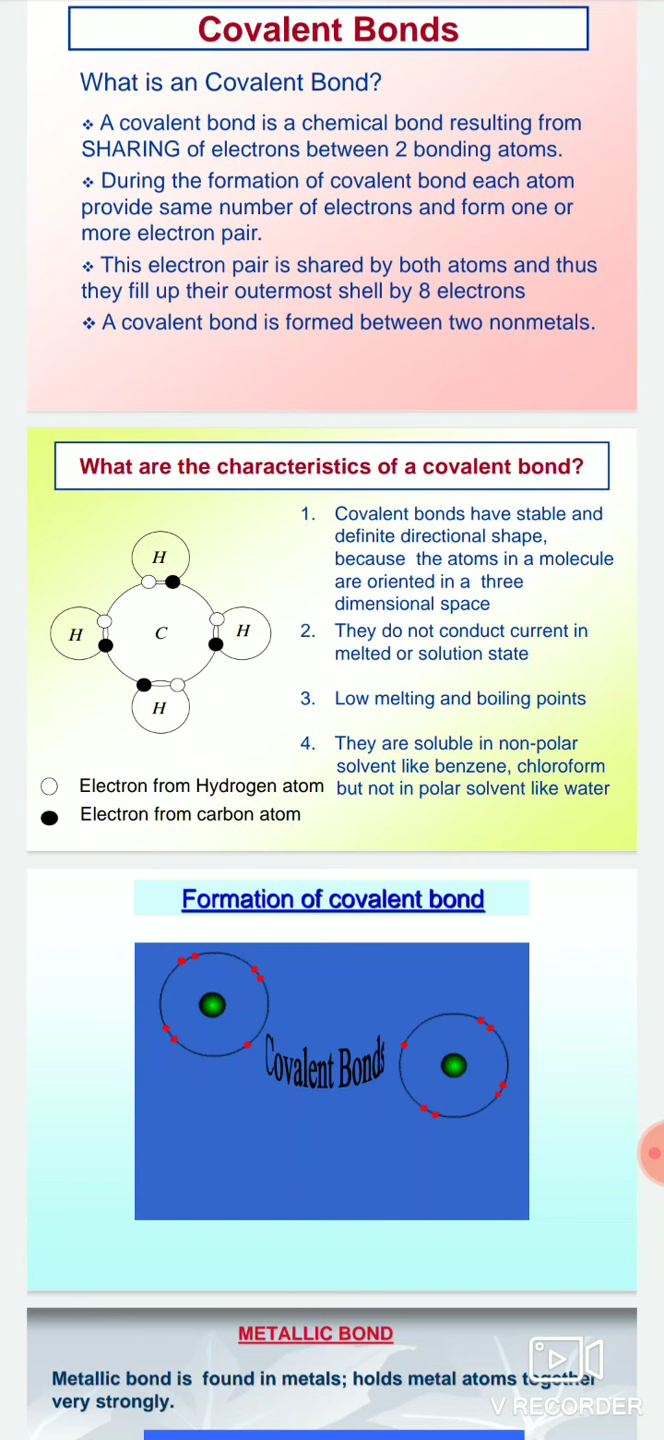 Covalent Bonds
What is an Covalent Bond?
❖ A covalent bond is a chemical bond resulting from
SHARING of electrons between 2 bonding atoms.
❖ During the formation of covalent bond each atom
provide same number of electrons and form one or
more electron pair.
❖ This electron pair is shared by both atoms and thus
they fill up their outermost shell by 8 electrons
❖ A covalent bond is formed between two nonmetals.
What are the characteristics of a covalent bond?
H
H
C
H
H
Electron from Hydrogen atom
Electron from carbon atom
1. Covalent bonds have stable and
definite directional shape,
because the atoms in a molecule
are oriented in a three
dimensional space
2. They do not conduct current in
melted or solution state
3. Low melting and boiling points
4. They are soluble in non-polar
solvent like benzene, chloroform
but not in polar solvent like water
Formation of covalent bond
Covalent Bonds
METALLIC BOND
Metallic bond is found in metals; holds metal atoms together
very strongly.
V RECORDER